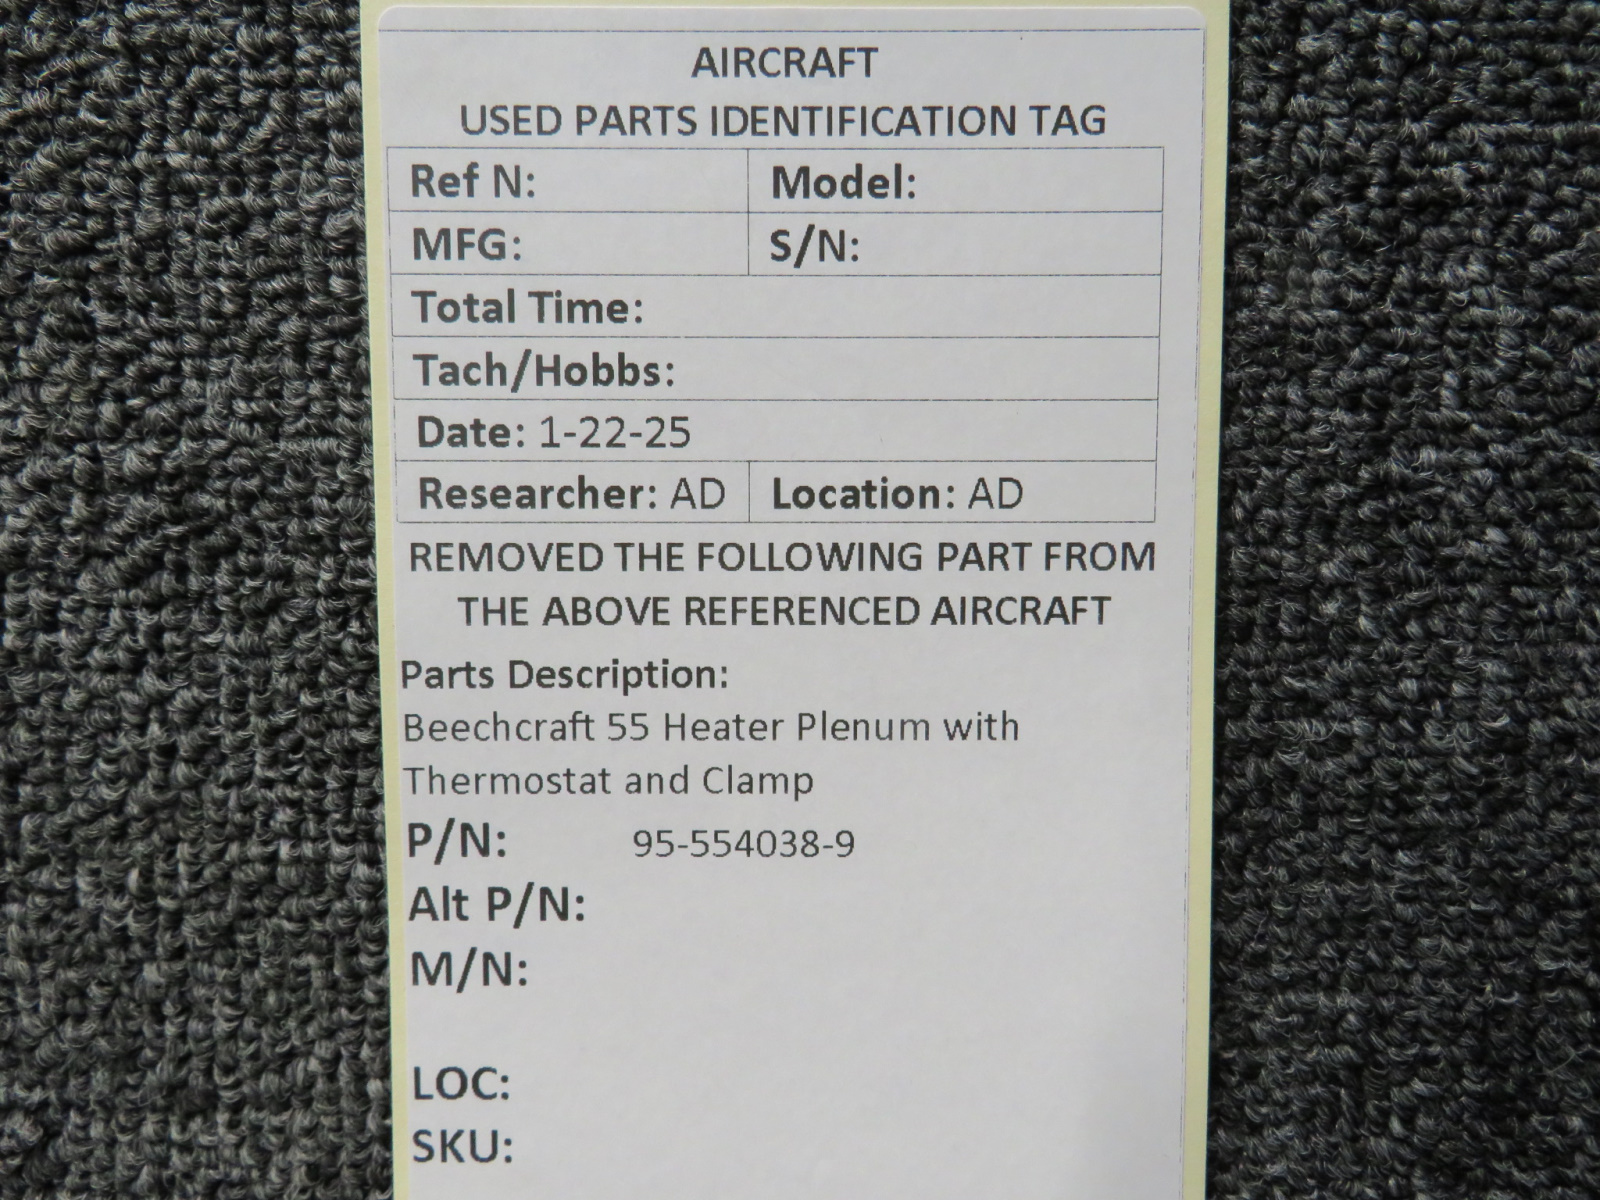 AIRCRAFT
USED PARTS IDENTIFICATION TAG
Ref N: Model:
MFG: S/N:
Total Time:
Tach/Hobbs:
Date: 1-22-25
Researcher: AD Location: AD
REMOVED THE FOLLOWING PART FROM
THE ABOVE REFERENCED AIRCRAFT
Parts Description:
Beechcraft 55 Heater Plenum with
Thermostat and Clamp
P/N: 95-554038-9
Alt P/N:
M/N:
LOC:
SKU: